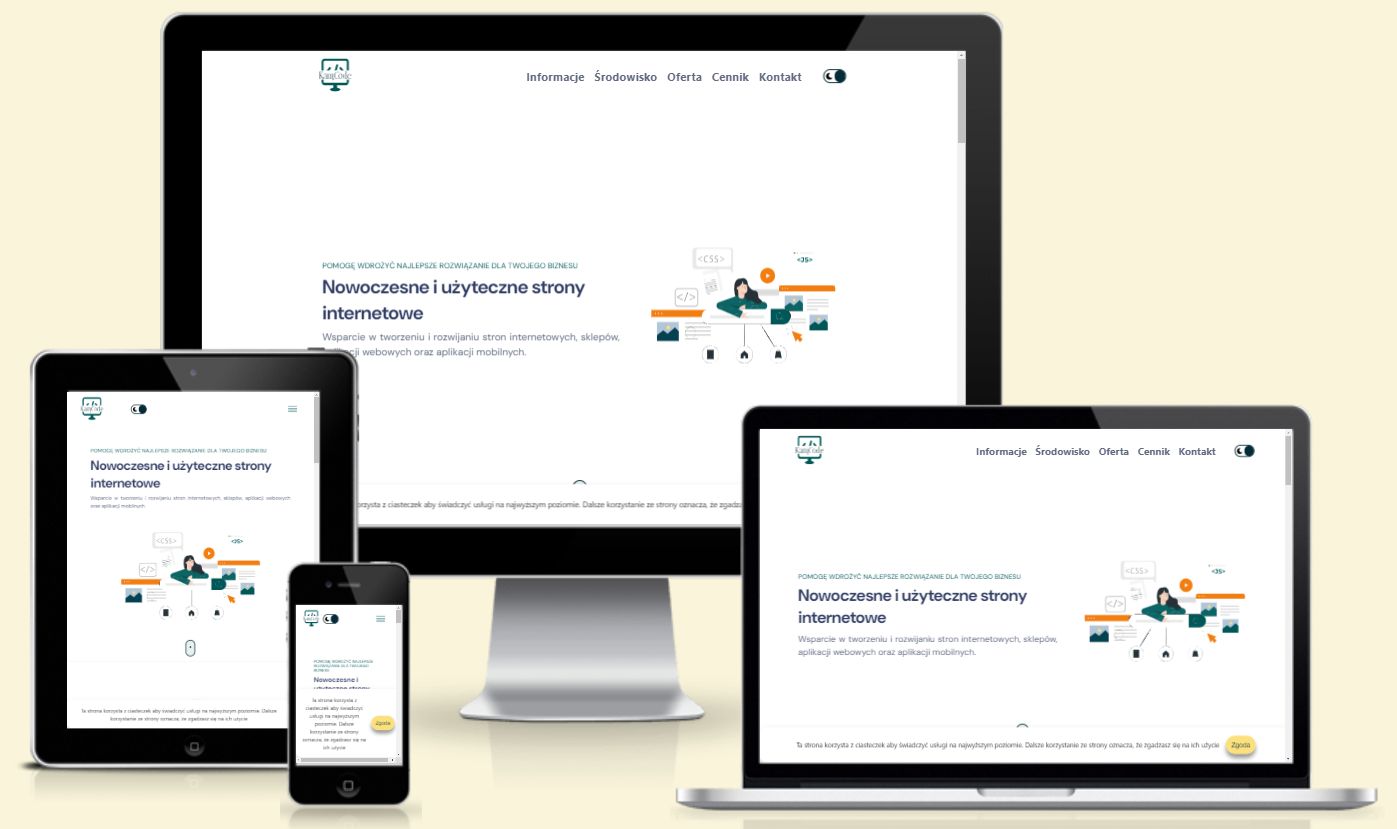 KamCode
Informacje Środowisko Oferta Cennik Kontakt
<CSS>
<JS>
</>
POMOGĘ WDROŻYĆ NAJLEPSZE ROZWIĄZANIE DLA TWOJEGO BIZNESU
Nowoczesne i użyteczne strony
internetowe
Wsparcie w tworzeniu i rozwijaniu stron internetowych, sklepów,
aplikacji webowych oraz aplikacji mobilnych.
korzysta z ciasteczek aby świadczyć usługi na najwyższym poziomie. Dalsze korzystanie ze strony oznacza, że zgadza
KamCode
POMOGĘ WDROŻYĆ NAJLEPSZE ROZWIĄZANIE DLA TWOJEGO BIZNESU
Nowoczesne i użyteczne strony
internetowe
Wsparcie w tworzeniu i rozwijaniu stron internetowych, sklepów, aplikacji webowych
oraz aplikacji mobilnych.
<CSS>
<JS>
</>
Ta strona korzysta z ciasteczek aby świadczyć usługi na najwyższym poziomie. Dalsze
korzystanie ze strony oznacza, że zgadzasz się na ich użycie
POMOGĘ WDROŻYĆ NAJLEPSZE
ROZWIĄZANIE DLA TWOJEGO
BIZNESU
Nowoczesne i
użyteczne strony
Ta strona korzysta z
ciasteczek aby świadczyć
usługi na najwyższym
poziomie. Dalsze
korzystanie ze strony
oznacza, że zgadzasz się na
ich użycie
Zgoda
KamCode
Informacje Środowisko Oferta Cennik Kontakt
<CSS>
<JS>
</>
POMOGĘ WDROŻYĆ NAJLEPSZE ROZWIĄZANIE DLA TWOJEGO BIZNESU
Nowoczesne i użyteczne strony
internetowe
Wsparcie w tworzeniu i rozwijaniu stron internetowych, sklepów,
aplikacji webowych oraz aplikacji mobilnych.
Ta strona korzysta z ciasteczek aby świadczyć usługi na najwyższym poziomie. Dalsze korzystanie ze strony oznacza, że zgadzasz się na ich użycie
Zgoda